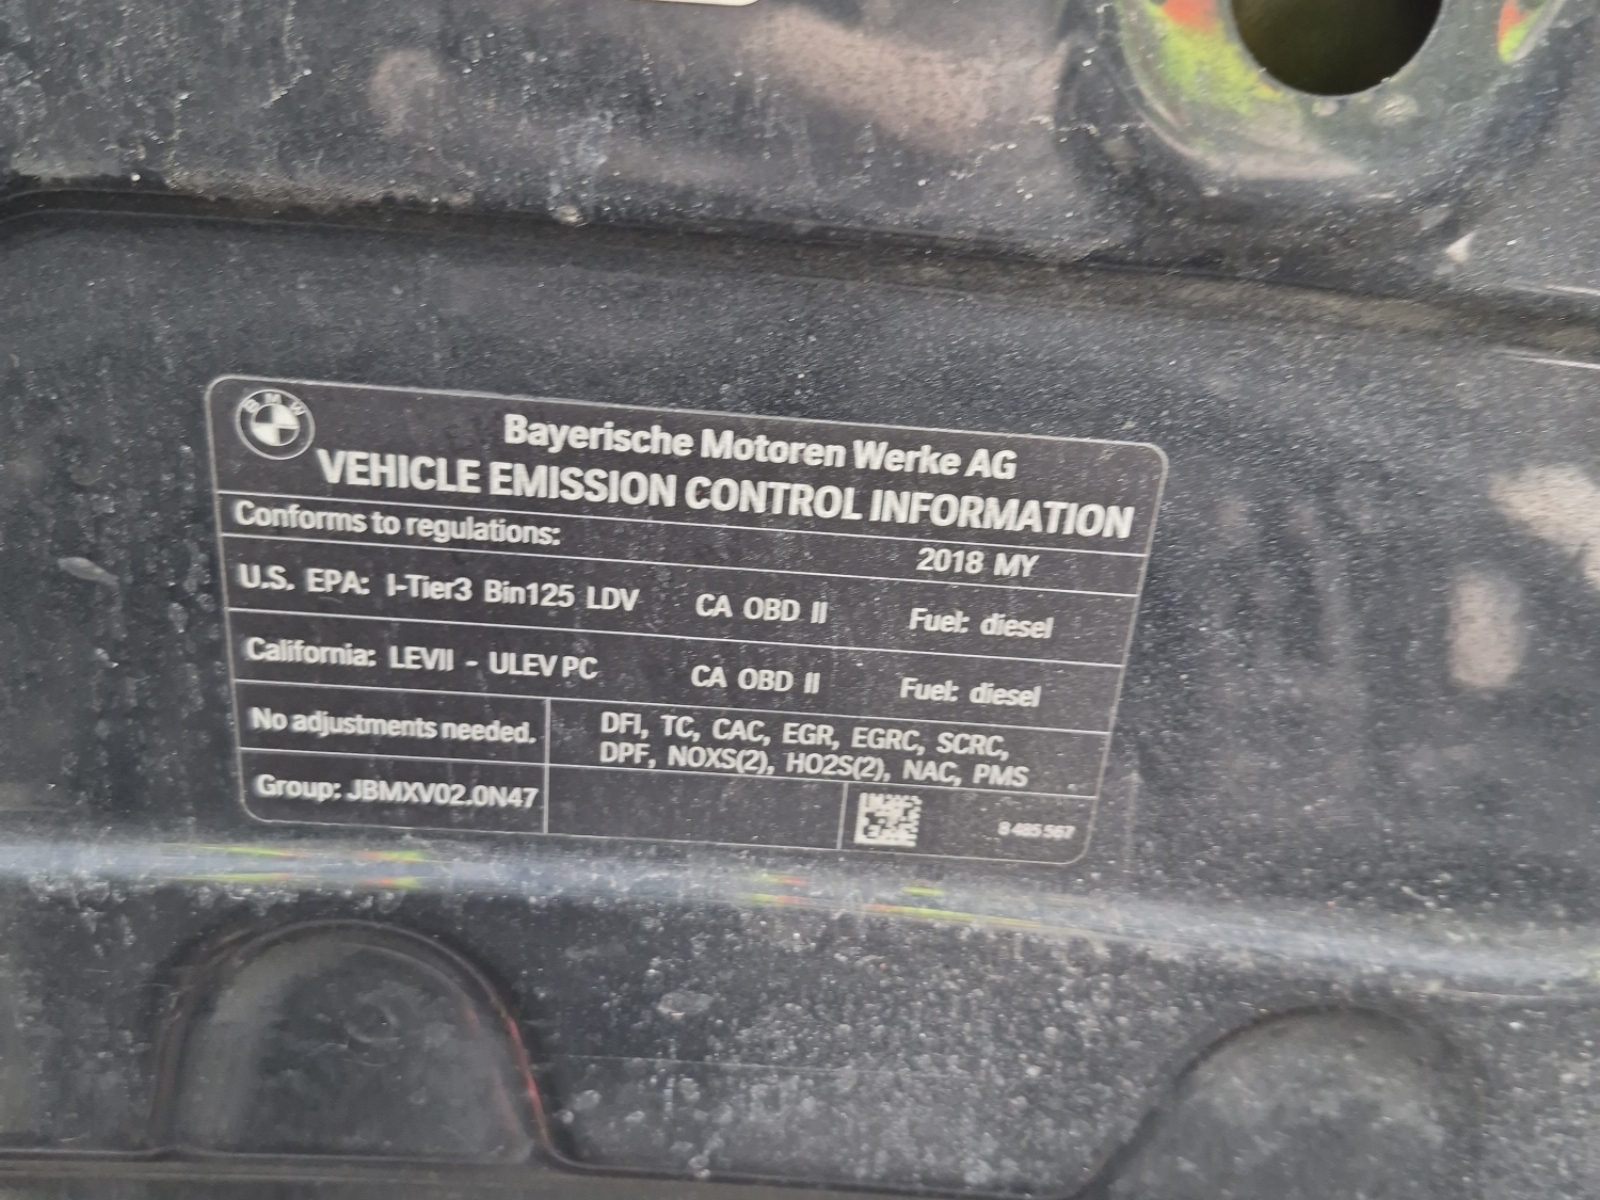 BMW
Bayerische Motoren Werke AG
VEHICLE EMISSION CONTROL INFORMATION
Conforms to regulations:
2018 MY
U.S. EPA: I-Tier3 Bin125 LDV CA OBD II Fuel: diesel
California: LEVII - ULEV PC CA OBD II Fuel: diesel
No adjustments needed.
DFI, TC, CAC, EGR, EGRC, SCRC,
DPF, NOXS(2), HO2S(2), NAC, PMS
Group: JBMXV02.0N47
8 485 567